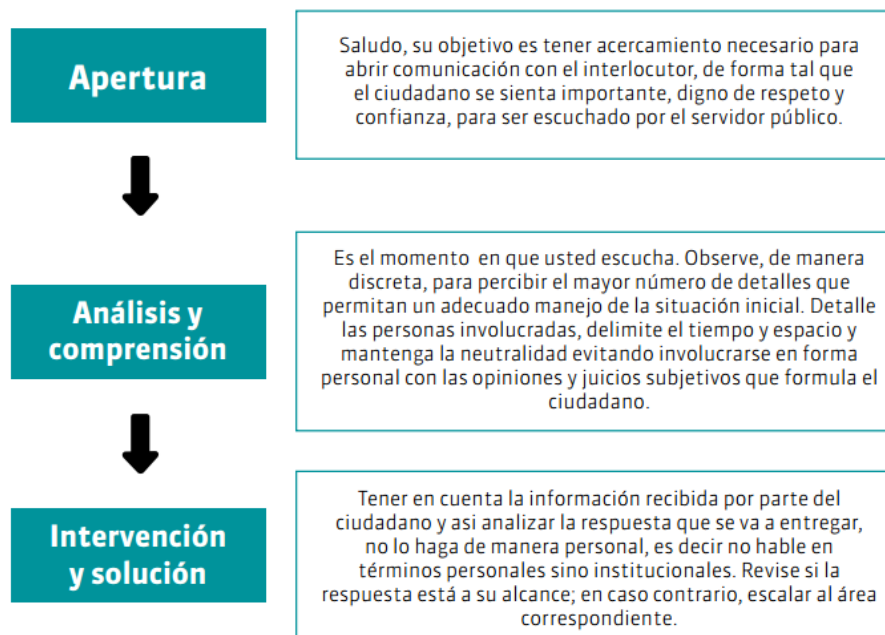 Apertura
Saludo, su objetivo es tener acercamiento necesario para
abrir comunicación con el interlocutor, de forma tal que
el ciudadano se sienta importante, digno de respeto y
confianza, para ser escuchado por el servidor público.
Análisis y
comprensión
Es el momento en que usted escucha. Observe, de manera
discreta, para percibir el mayor número de detalles que
permitan un adecuado manejo de la situación inicial. Detalle
las personas involucradas, delimite el tiempo y espacio y
mantenga la neutralidad evitando involucrarse en forma
personal con las opiniones y juicios subjetivos que formula el
ciudadano.
Intervención
y solución
Tener en cuenta la información recibida por parte del
ciudadano y asi analizar la respuesta que se va a entregar,
no lo haga de manera personal, es decir no hable en
términos personales sino institucionales. Revise si la
respuesta está a su alcance; en caso contrario, escalar al área
correspondiente.